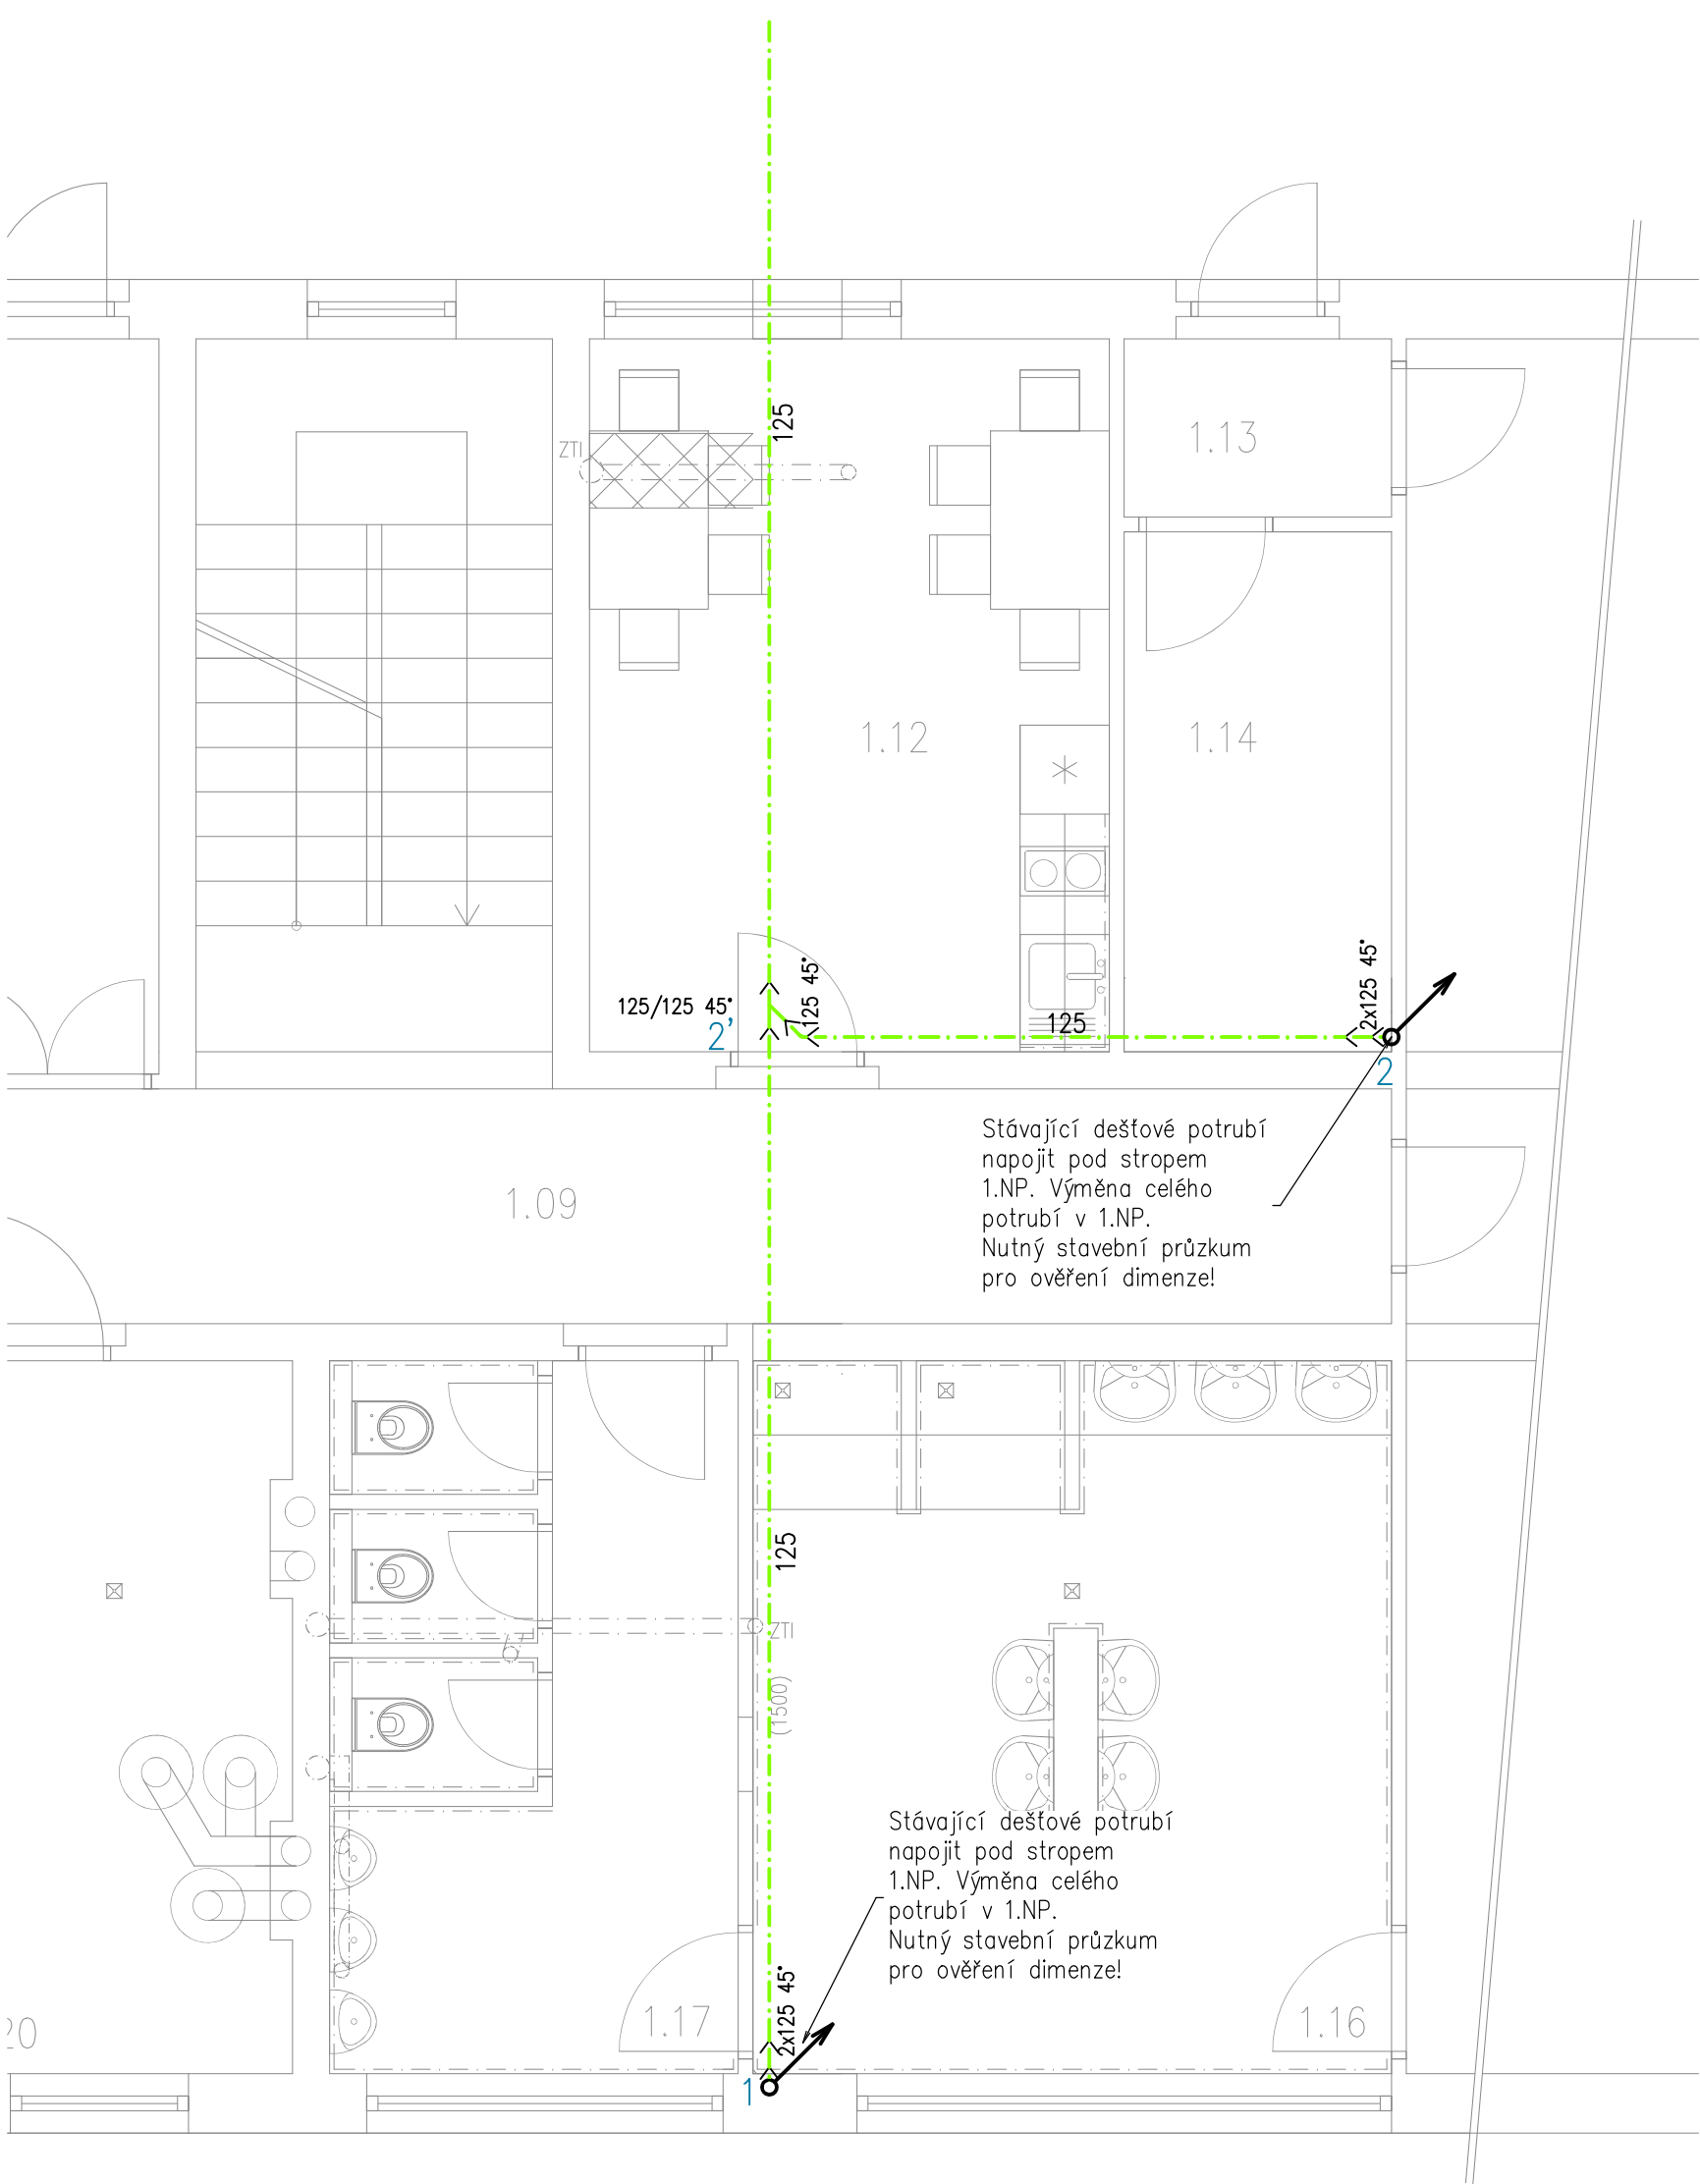 125
1.13
ZTI
1.12
1.14
125/125 45°
2'
125 45°
125
2x125 45°
2
Stávající dešťové potrubí
napojit pod stropem
1.NP. Výměna celého
potrubí v 1.NP.
Nutný stavební průzkum
pro ověření dimenze!
1.09
125
ZTI
(1500)
Stávající dešťové potrubí
napojit pod stropem
1.NP. Výměna celého
potrubí v 1.NP.
Nutný stavební průzkum
pro ověření dimenze!
20
1.17
2x125 45°
1.16
1